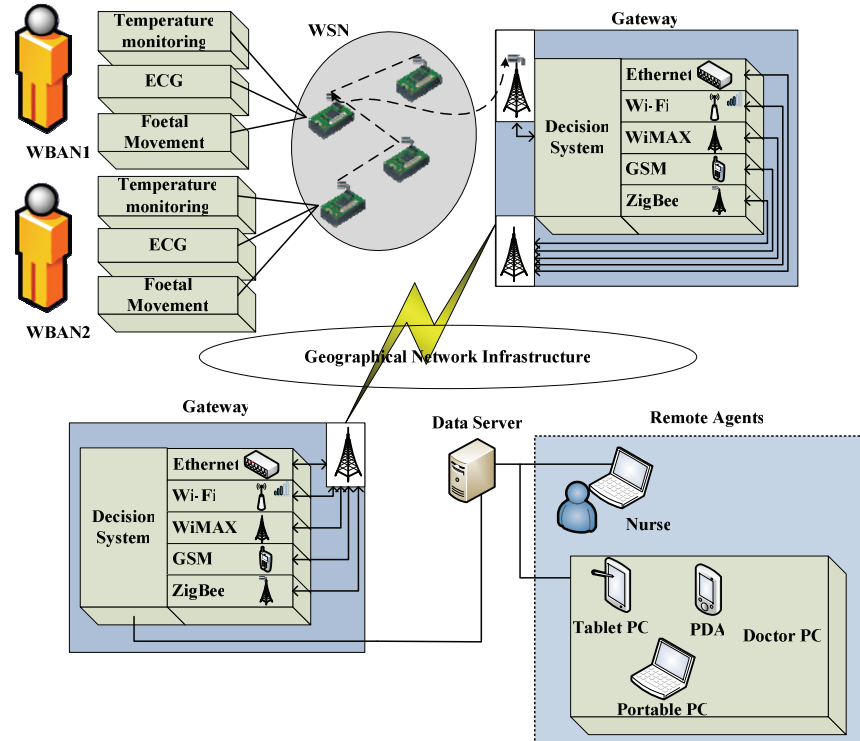 WSN
Gateway
Temperature
monitoring
ECG
Foetal
Movement
WBAN1
Temperature
monitoring
ECG
Foetal
Movement
WBAN2
Decision
System
Ethernet
Wi-Fi
WiMAX
GSM
ZigBee
Geographical Network Infrastructure
Gateway
Decision
System
Ethernet
Wi-Fi
WiMAX
GSM
ZigBee
Data Server
Remote Agents
Nurse
Tablet PC
PDA
Doctor PC
Portable PC